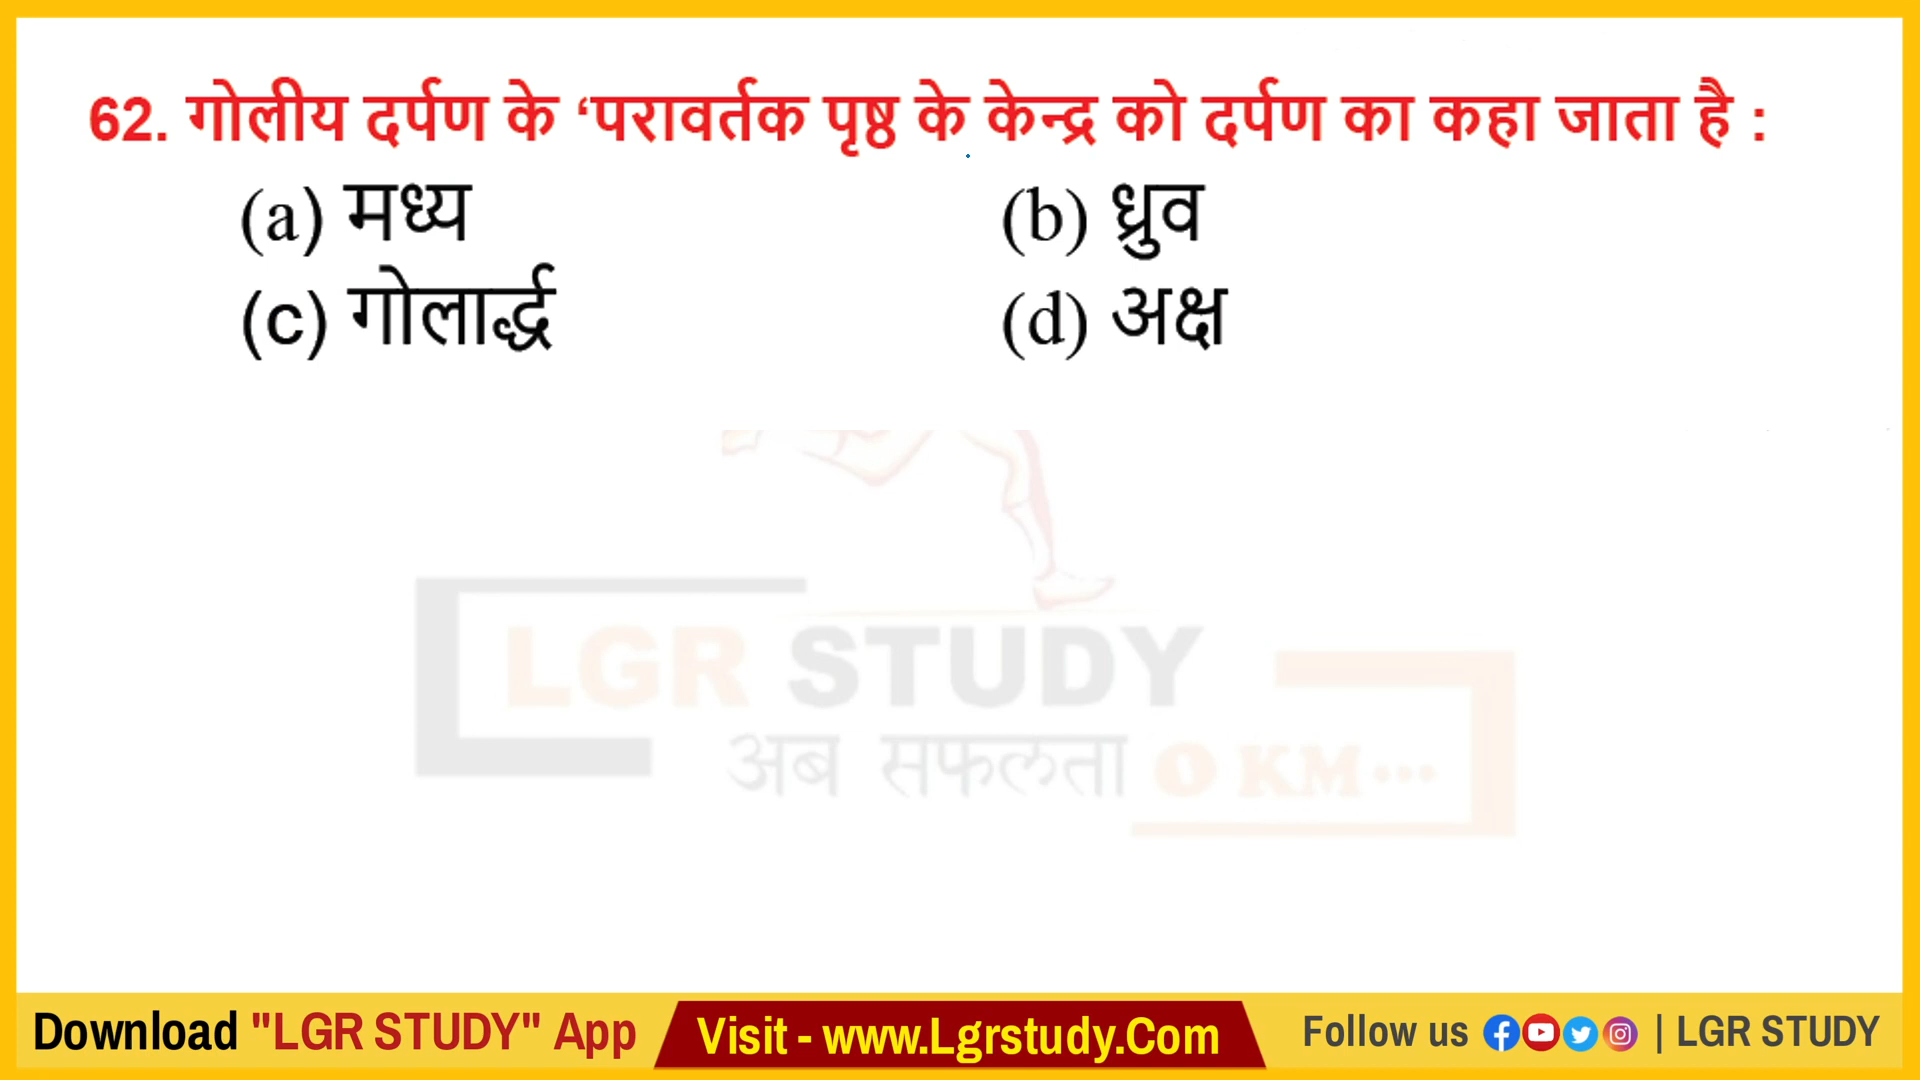 62. गोलीय दर्पण के ‘परावर्तक पृष्ठ के केन्द्र को दर्पण का कहा जाता है :
(a) मध्य (b) ध्रुव
(c) गोलार्द्ध (d) अक्ष
LGR STUDY
अब सफलता 0 KM...
Download "LGR STUDY" App Visit - www.Lgrstudy.Com Follow us | LGR STUDY